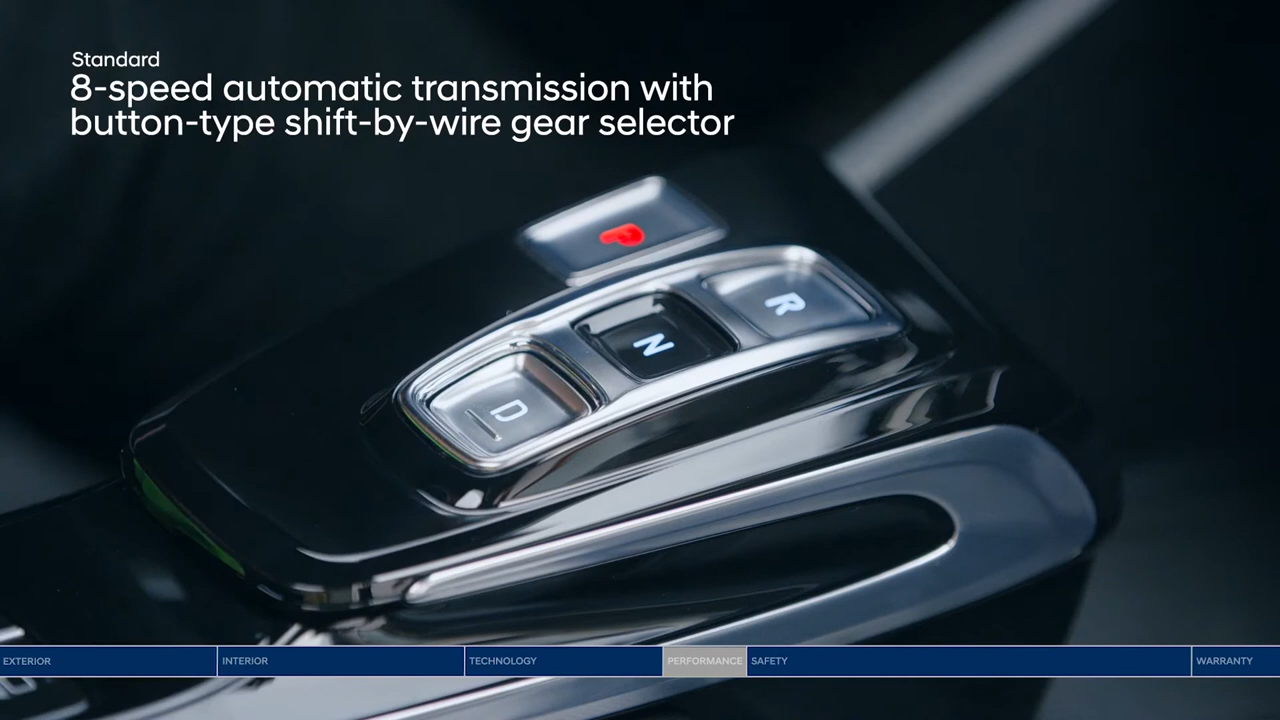 Standard
8-speed automatic transmission with
button-type shift-by-wire gear selector
P
R
N
D
EXTERIOR
INTERIOR
TECHNOLOGY
PERFORMANCE
SAFETY
WARRANTY